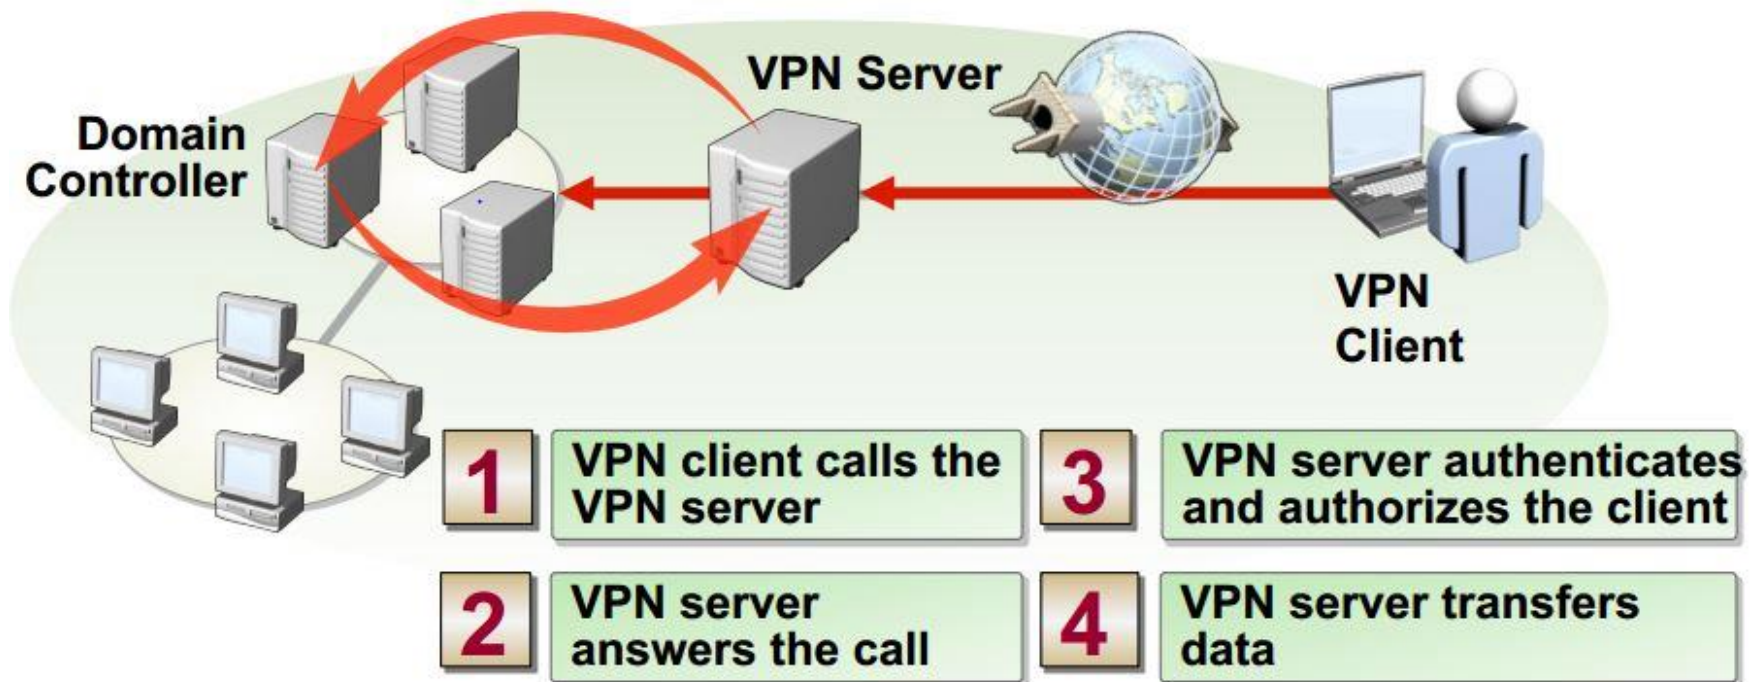 VPN Server
Domain
Controller
VPN
Client
1
VPN client calls the
VPN server
2
VPN server
answers the call
3
VPN server authenticates
and authorizes the client
4
VPN server transfers
data